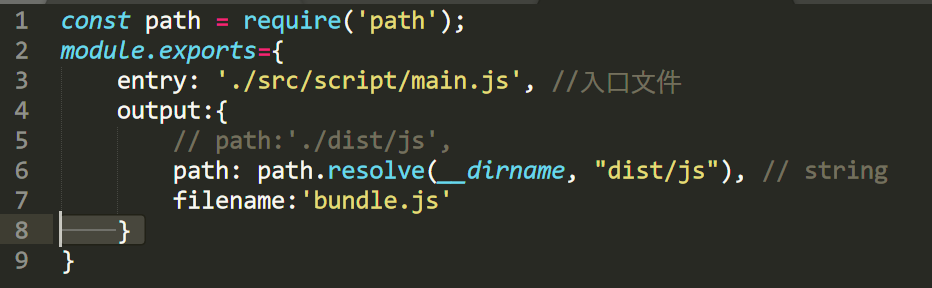 1 const path = require('path');
2 module.exports={
3 entry: './src/script/main.js', //入口文件
4 output:{
5 // path:'./dist/js',
6 path: path.resolve(__dirname, "dist/js"), // string
7 filename:'bundle.js'
8 }
9 }